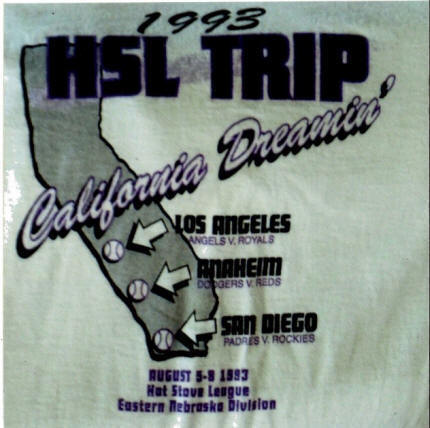 1993
HSL TRIP
California Dreamin'
LOS ANGELES
ANGELS V. ROYALS
ANAHEIM
DODGERS V. REDS
SAN DIEGO
PADRES V. ROCKIES
AUGUST 5-8 1993
Hot Stove League
Eastern Nebraska Division